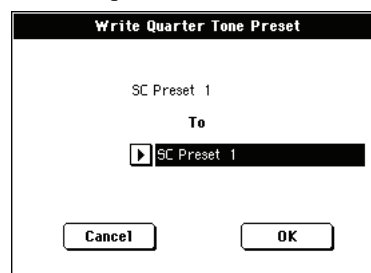 Write Quarter Tone Preset
SC Preset 1
To
SC Preset 1
Cancel OK